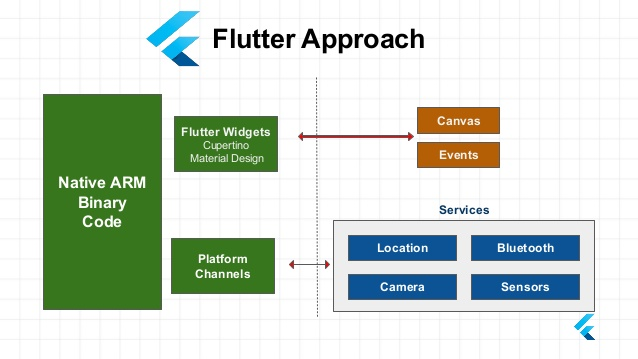 Flutter Approach
Native ARM
Binary
Code
Flutter Widgets
Cupertino
Material Design
Canvas
Events
Platform
Channels
Services
Location
Bluetooth
Camera
Sensors